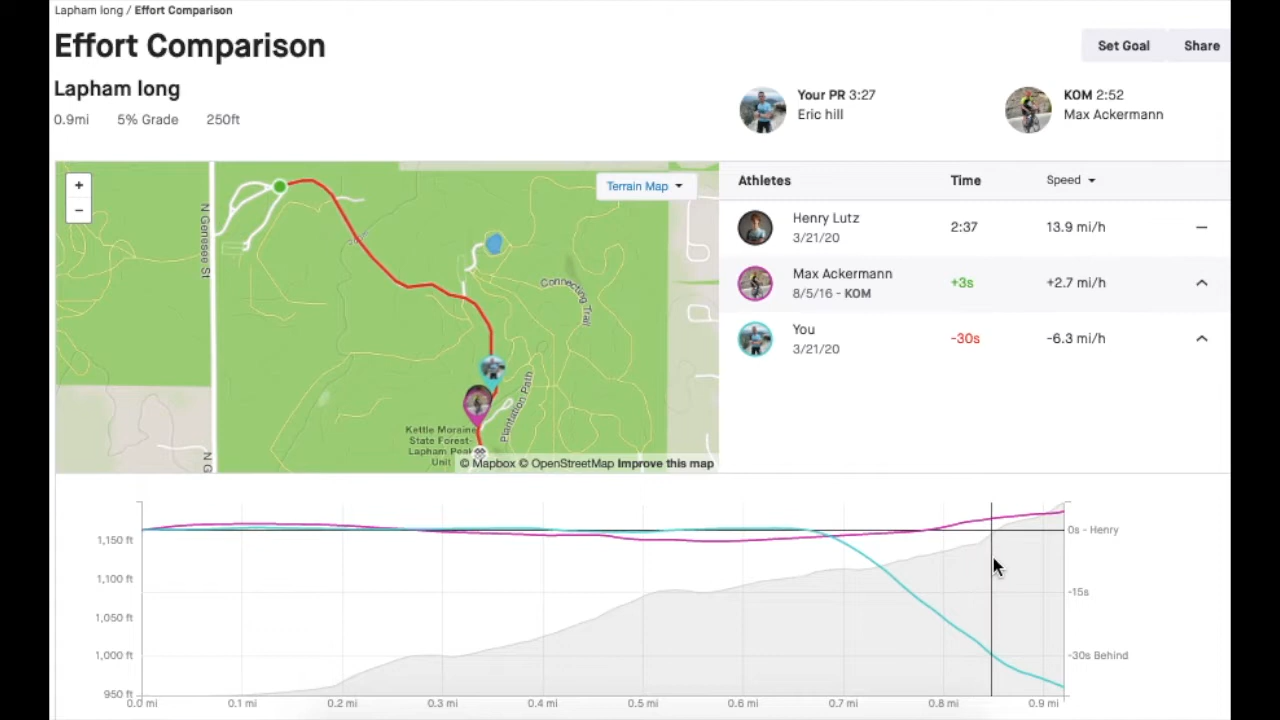 Lapham long / Effort Comparison
Effort Comparison
Set Goal
Share
Lapham long
0.9mi
5% Grade
250ft
Your PR 3:27
Eric hill
KOM 2:52
Max Ackermann
+
−
Terrain Map
N Genesee St
Connecting Trail
Plantation Path
Kettle Moraine
State Forest-
Lapham Peak
Unit
N G
© Mapbox © OpenStreetMap Improve this map
Athletes
Time
Speed
Henry Lutz
3/21/20
2:37
13.9 mi/h
Max Ackermann
8/5/16 - KOM
+3s
+2.7 mi/h
You
3/21/20
-30s
-6.3 mi/h
1,150 ft
1,100 ft
1,050 ft
1,000 ft
950 ft
0s - Henry
-15s
-30s Behind
0.0 mi
0.1 mi
0.2 mi
0.3 mi
0.4 mi
0.5 mi
0.6 mi
0.7 mi
0.8 mi
0.9 mi